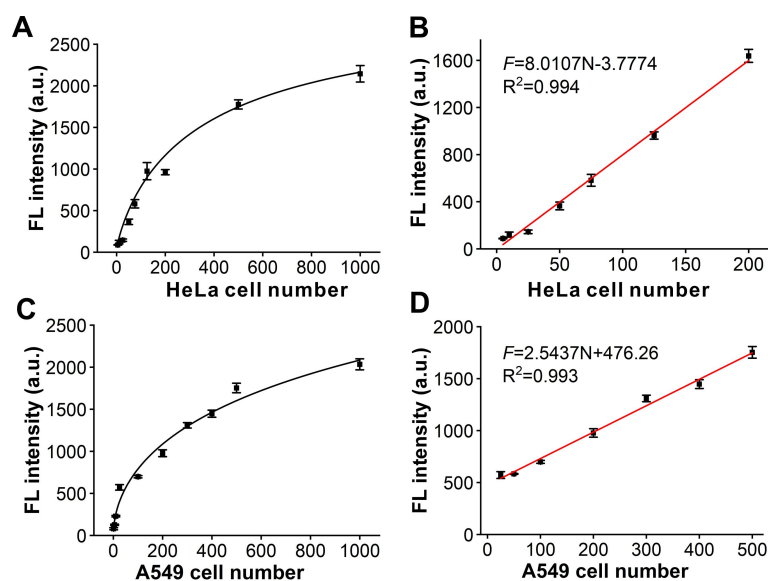 A
2500
2000
1500
1000
500
0
FL intensity (a.u.)
0 200 400 600 800 1000
HeLa cell number
B
1600
1200
800
400
0
FL intensity (a.u.)
F=8.0107N-3.7774
R²=0.994
0 50 100 150 200
HeLa cell number
C
2500
2000
1500
1000
500
0
FL intensity (a.u.)
0 200 400 600 800 1000
A549 cell number
D
2000
1500
1000
500
0
FL intensity (a.u.)
F=2.5437N+476.26
R²=0.993
0 100 200 300 400 500
A549 cell number